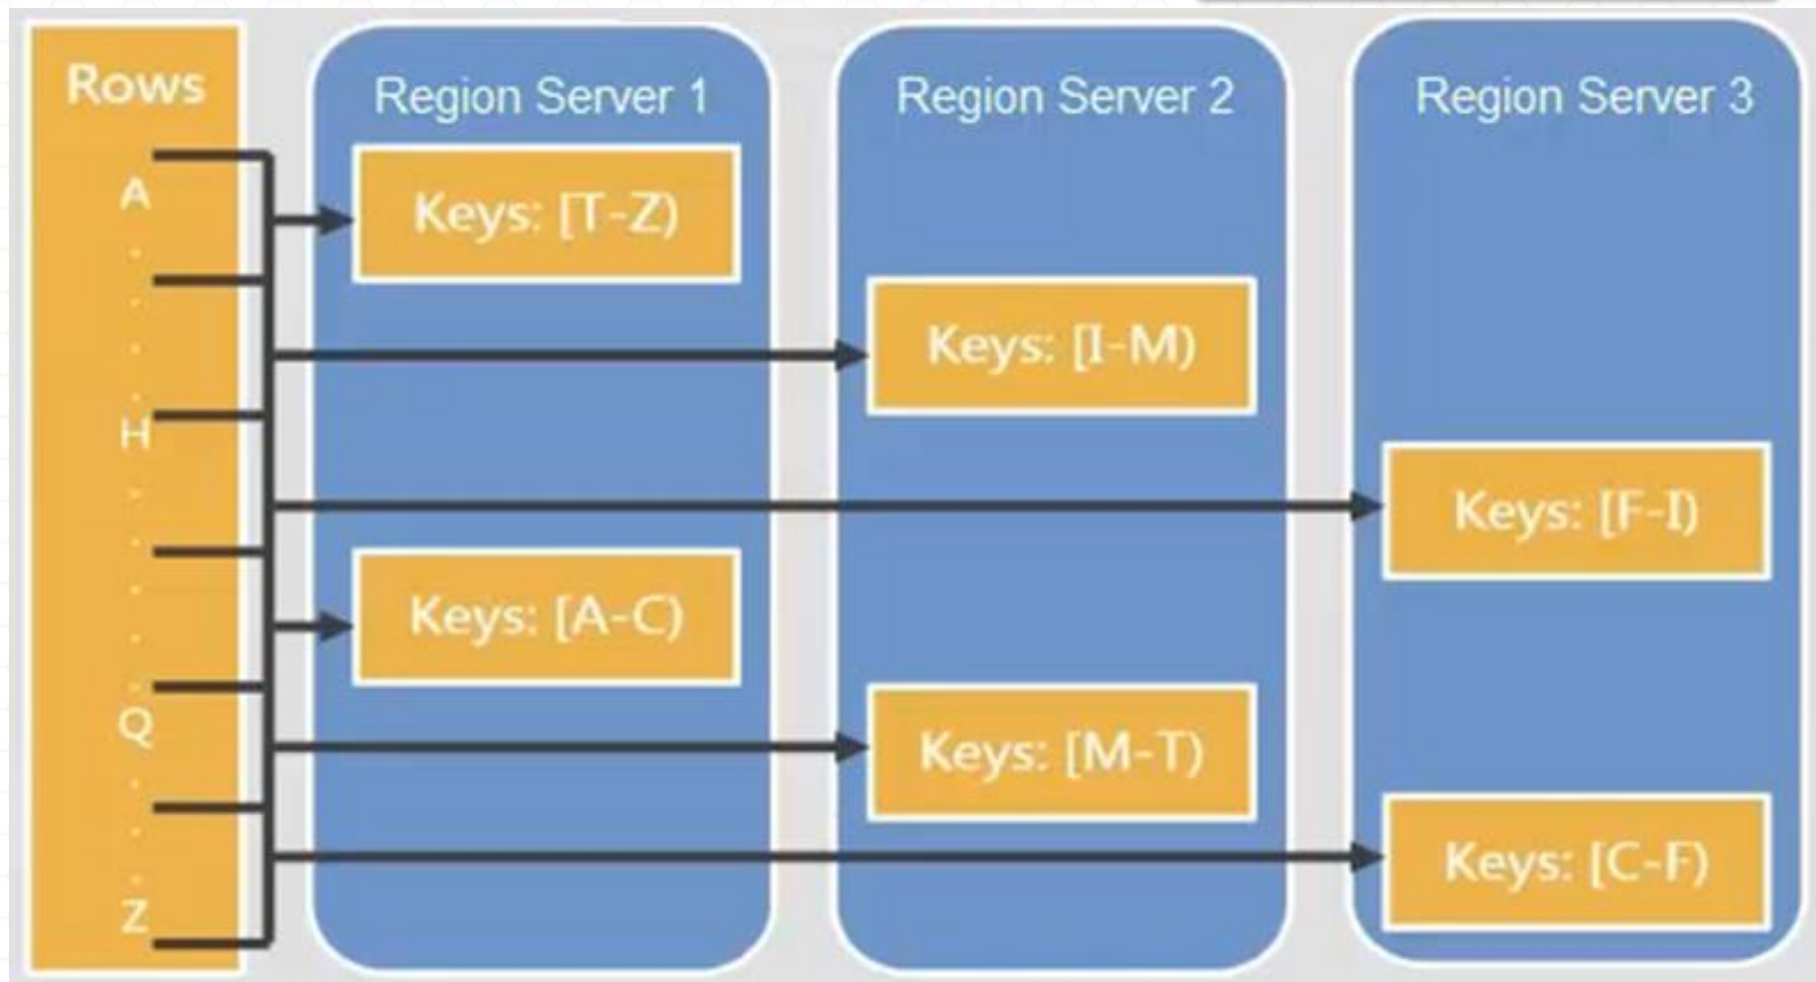 Rows
A
H
Q
Z
Region Server 1
Keys: [T-Z)
Keys: [A-C)
Region Server 2
Keys: [I-M)
Keys: [M-T)
Region Server 3
Keys: [F-I)
Keys: [C-F)